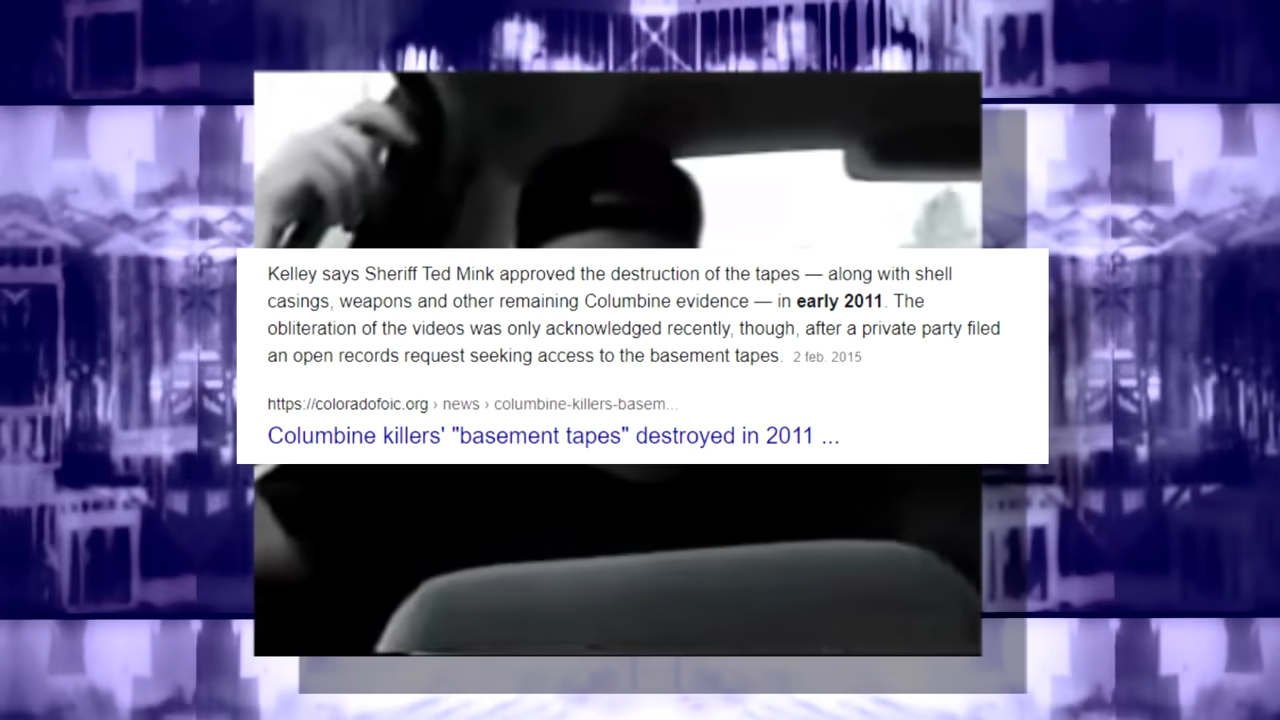 Kelley says Sheriff Ted Mink approved the destruction of the tapes — along with shell
casings, weapons and other remaining Columbine evidence — in early 2011. The
obliteration of the videos was only acknowledged recently, though, after a private party filed
an open records request seeking access to the basement tapes. 2 feb. 2015
https://coloradofoic.org › news › columbine-killers-basem...
Columbine killers' "basement tapes" destroyed in 2011 ...